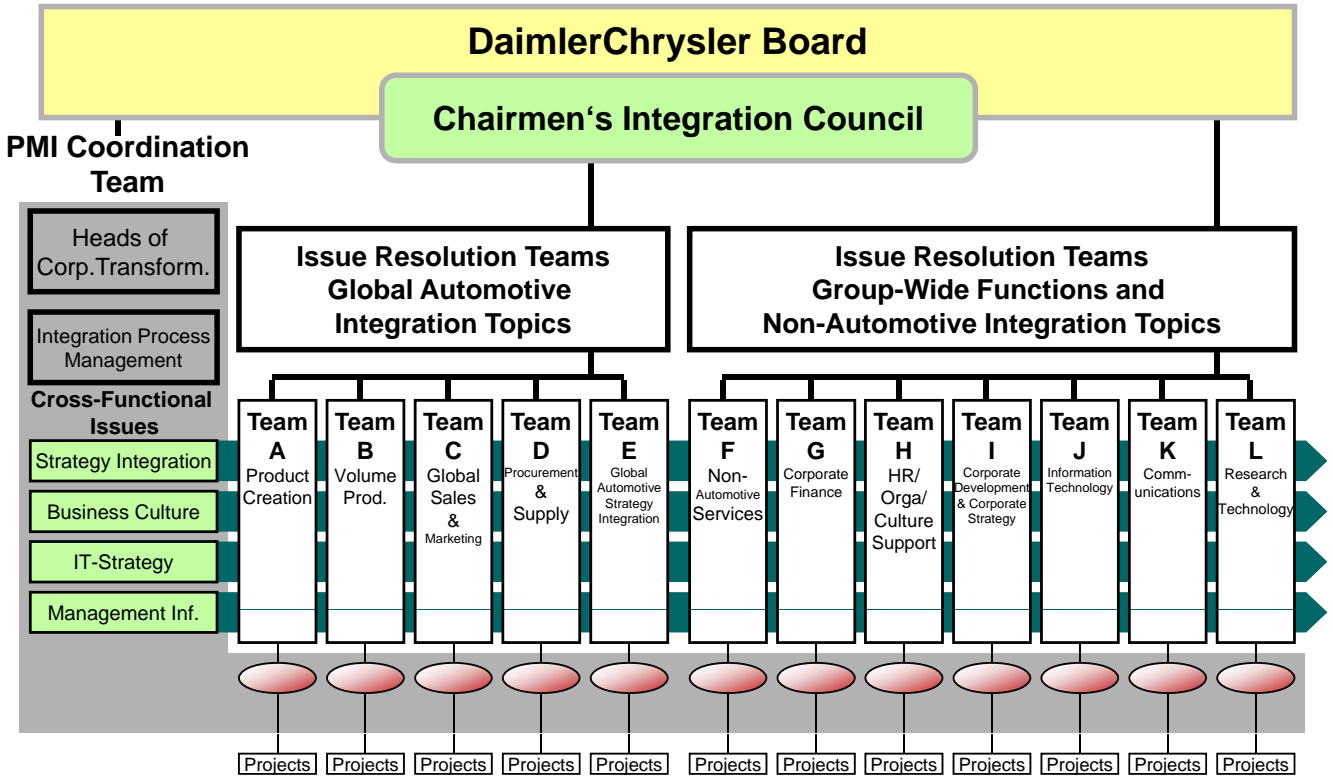 DaimlerChrysler Board
Chairmen‘s Integration Council
PMI Coordination
Team
Heads of
Corp.Transform.
Integration Process
Management
Cross-Functional
Issues
Strategy Integration
Business Culture
IT-Strategy
Management Inf.
Issue Resolution Teams
Global Automotive
Integration Topics
Issue Resolution Teams
Group-Wide Functions and
Non-Automotive Integration Topics
Team
A
Product
Creation
Team
B
Volume
Prod.
Team
C
Global
Sales
&
Marketing
Team
D
Procurement
&
Supply
Team
E
Global
Automotive
Strategy
Integration
Team
F
Non-
Automotive
Services
Team
G
Corporate
Finance
Team
H
HR/
Orga/
Culture
Support
Team
I
Corporate
Development
& Corporate
Strategy
Team
J
Information
Technology
Team
K
Comm-
unications
Team
L
Research
&
Technology
Projects
Projects
Projects
Projects
Projects
Projects
Projects
Projects
Projects
Projects
Projects
Projects